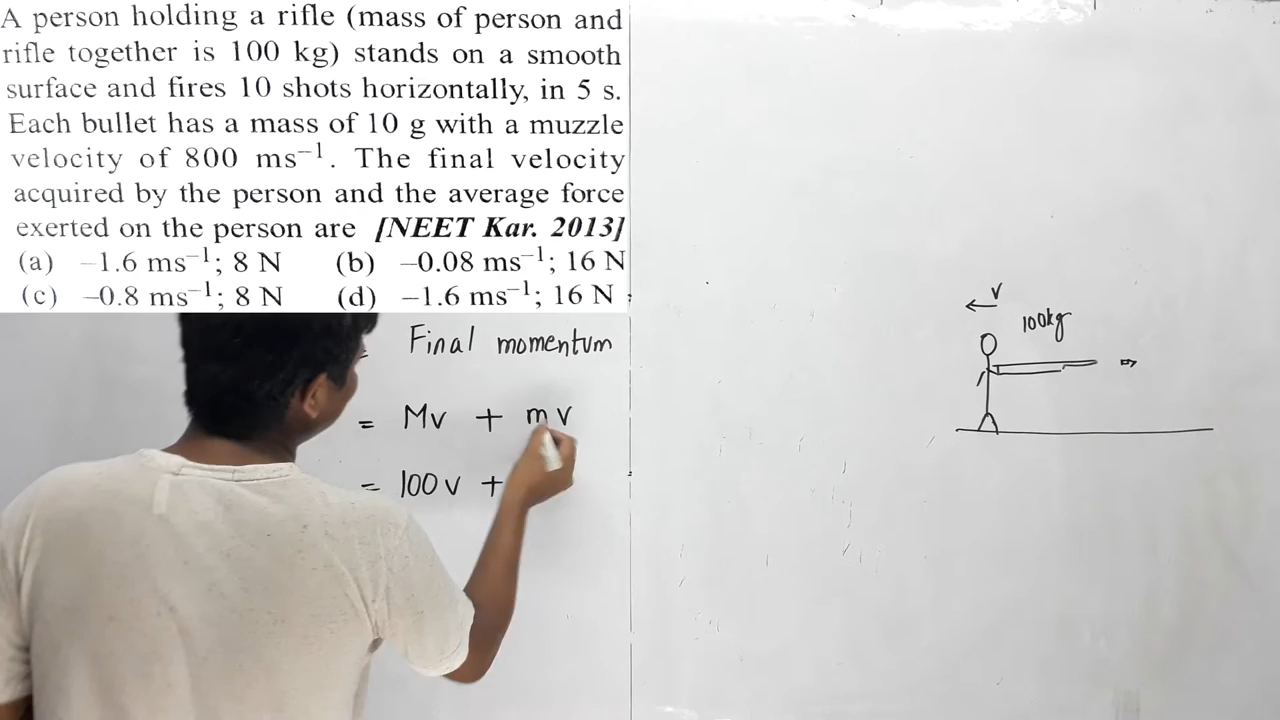 A person holding a rifle (mass of person and
rifle together is 100 kg) stands on a smooth
surface and fires 10 shots horizontally, in 5 s.
Each bullet has a mass of 10 g with a muzzle
velocity of 800 ms⁻¹. The final velocity
acquired by the person and the average force
exerted on the person are [NEET Kar. 2013]
(a) –1.6 ms⁻¹; 8 N (b) –0.08 ms⁻¹; 16 N
(c) –0.8 ms⁻¹; 8 N (d) –1.6 ms⁻¹; 16 N
= Final momentum
= Mv + mv
= 100v +
v
100kg